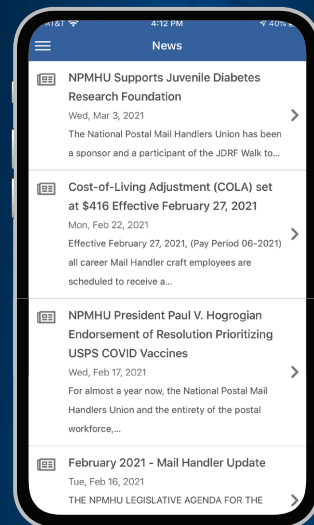 AT&T 4:12 PM 40%
News
NPMHU Supports Juvenile Diabetes
Research Foundation
Wed, Mar 3, 2021
The National Postal Mail Handlers Union has been
a sponsor and a participant of the JDRF Walk to...
Cost-of-Living Adjustment (COLA) set
at $416 Effective February 27, 2021
Mon, Feb 22, 2021
Effective February 27, 2021, (Pay Period 06-2021)
all career Mail Handler craft employees are
scheduled to receive a...
NPMHU President Paul V. Hogrogian
Endorsement of Resolution Prioritizing
USPS COVID Vaccines
Wed, Feb 17, 2021
For almost a year now, the National Postal Mail
Handlers Union and the entirety of the postal
workforce,...
February 2021 - Mail Handler Update
Tue, Feb 16, 2021
THE NPMHU LEGISLATIVE AGENDA FOR THE